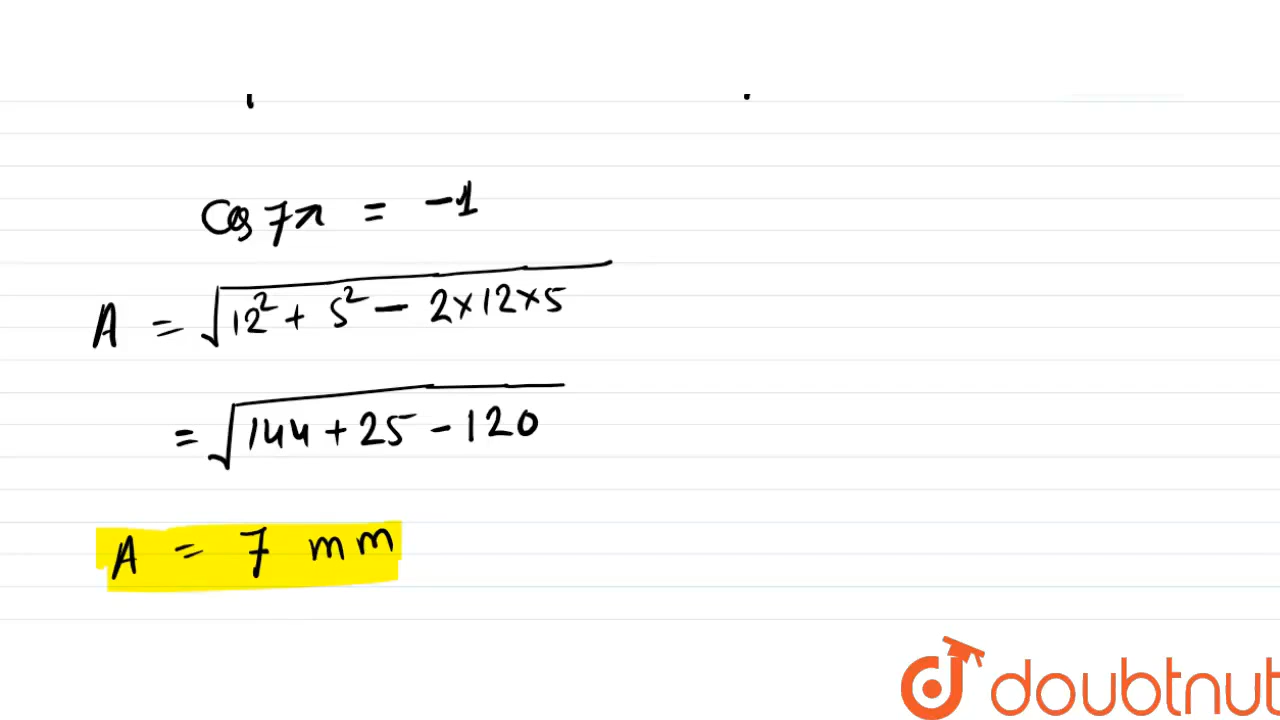 Cos 7π = -1
A = √12² + 5² - 2×12×5
= √144 + 25 - 120
A = 7 mm
doubtnut